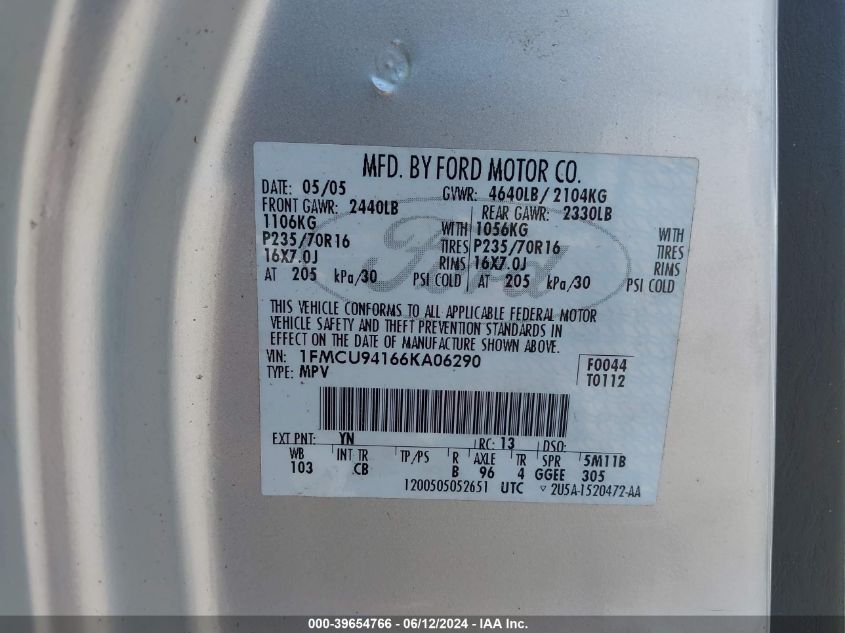 MFD. BY FORD MOTOR CO.
DATE: 05/05 GVWR: 4640LB/ 2104KG
FRONT GAWR: 2440LB REAR GAWR: 2330LB
1106KG WITH 1056KG WITH
P235/70R16 TIRES P235/70R16 TIRES
16X7.0J RIMS 16X7.0J RIMS
AT 205 kPa/30 PSI COLD AT 205 kPa/30 PSI COLD
Ford
THIS VEHICLE CONFORMS TO ALL APPLICABLE FEDERAL MOTOR
VEHICLE SAFETY AND THEFT PREVENTION STANDARDS IN
EFFECT ON THE DATE OF MANUFACTURE SHOWN ABOVE.
VIN: 1FMCU94166KA06290 F0044
TYPE: MPV T0112
EXT PNT: YN RC: 13 DSO:
WB INT TR TP/PS R AXLE TR SPR 5M11B
103 CB B 96 4 GGEE 305
1200505052651 UTC ▽ 2U5A-1520472-AA
000-39654766 - 06/12/2024 - IAA Inc.